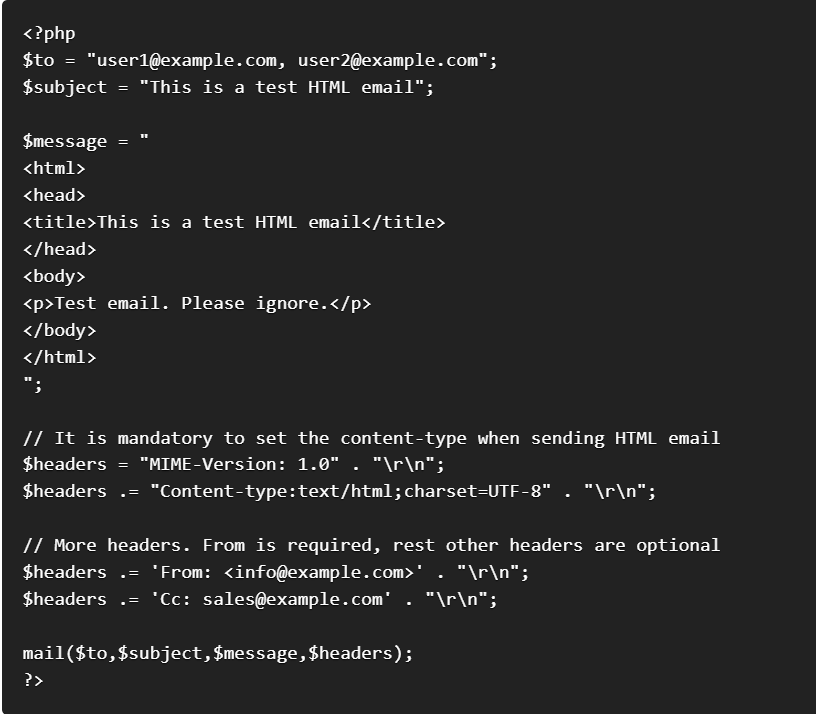 <?php
$to = "user1@example.com, user2@example.com";
$subject = "This is a test HTML email";
$message = "
<html>
<head>
<title>This is a test HTML email</title>
</head>
<body>
<p>Test email. Please ignore.</p>
</body>
</html>
";
// It is mandatory to set the content-type when sending HTML email
$headers = "MIME-Version: 1.0" . "\r\n";
$headers .= "Content-type:text/html;charset=UTF-8" . "\r\n";
// More headers. From is required, rest other headers are optional
$headers .= 'From: <info@example.com>' . "\r\n";
$headers .= 'Cc: sales@example.com' . "\r\n";
mail($to,$subject,$message,$headers);
?>